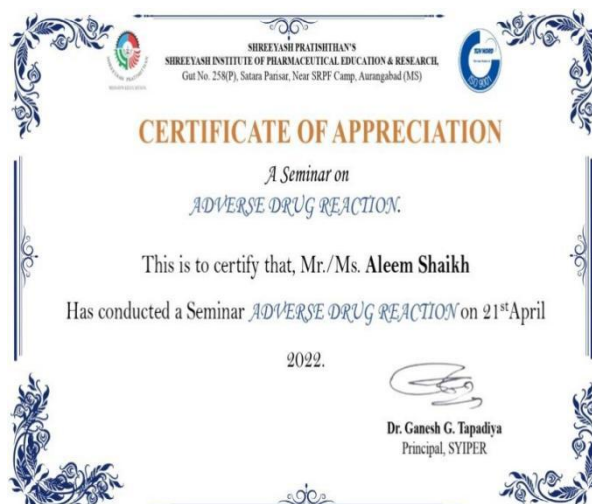 SHREEYASH PRATISHTHAN'S
SHREEYASH INSTITUTE OF PHARMACEUTICAL EDUCATION & RESEARCH,
Gut No. 258(P), Satara Parisar, Near SRPF Camp, Aurangabad (MS)
ISO 9001
CERTIFICATE OF APPRECIATION
A Seminar on
ADVERSE DRUG REACTION.
This is to certify that, Mr./Ms. Aleem Shaikh
Has conducted a Seminar ADVERSE DRUG REACTION on 21stApril
2022.
Dr. Ganesh G. Tapadiya
Principal, SYIPER